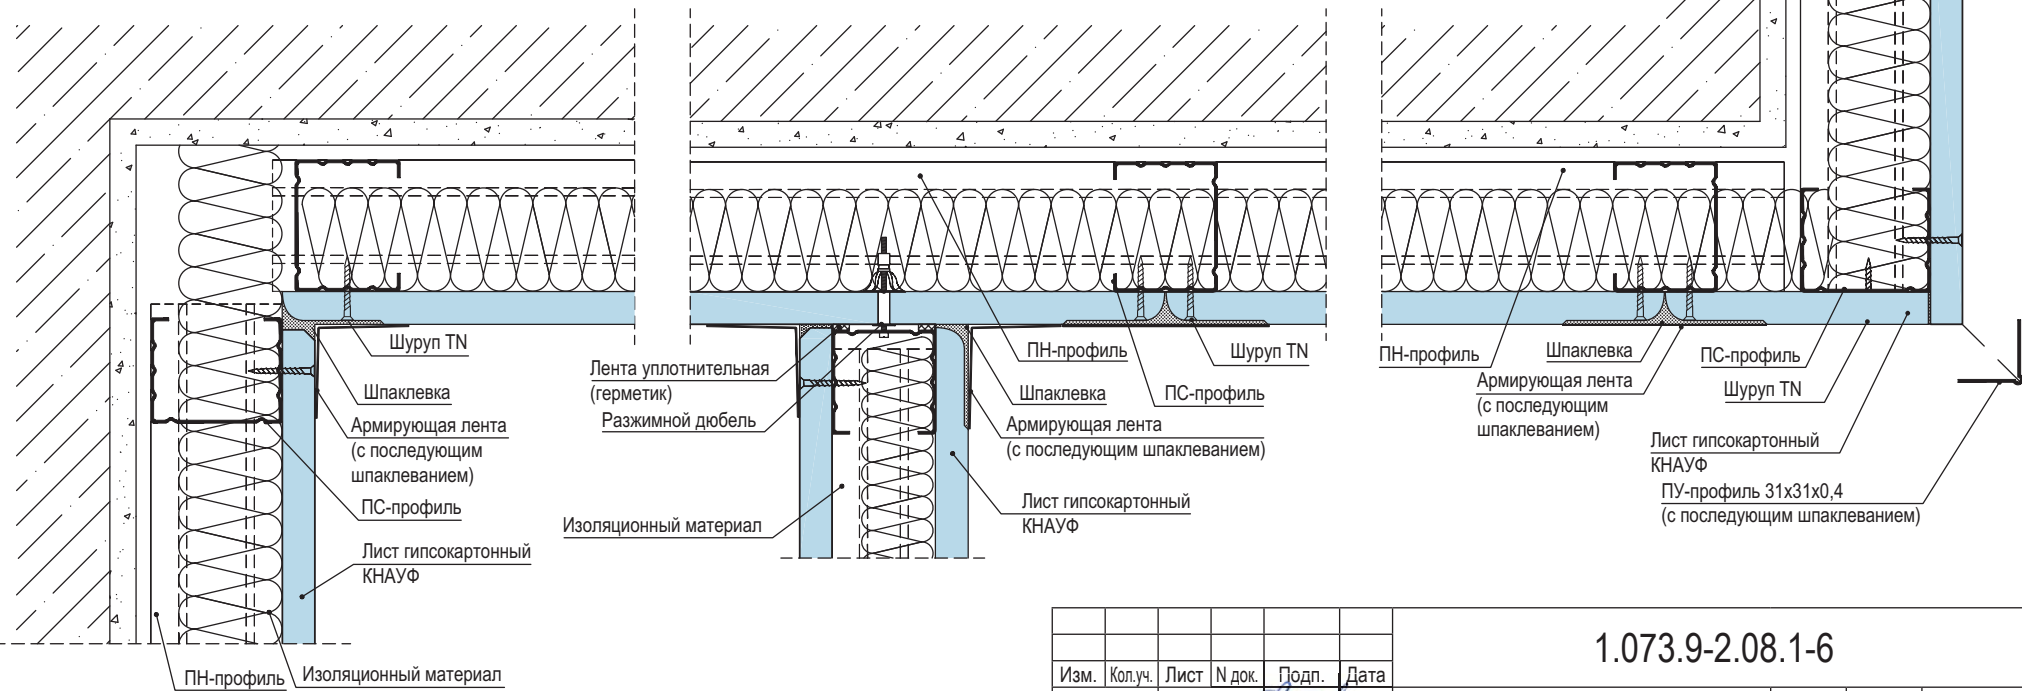 Шуруп TN
Шпаклевка
Армирующая лента
(с последующим
шпаклеванием)
ПС-профиль
Лист гипсокартонный
КНАУФ
ПН-профиль
Изоляционный материал
Лента уплотнительная
(герметик)
Разжимной дюбель
Изоляционный материал
ПН-профиль
Шуруп TN
Шпаклевка
ПС-профиль
Армирующая лента
(с последующим шпаклеванием)
Лист гипсокартонный
КНАУФ
ПН-профиль
Шпаклевка
ПС-профиль
Армирующая лента
(с последующим
шпаклеванием)
Шуруп TN
Лист гипсокартонный
КНАУФ
ПУ-профиль 31х31х0,4
(с последующим шпаклеванием)
1.073.9-2.08.1-6
Изм. Кол.уч. Лист N док. Подп. Дата